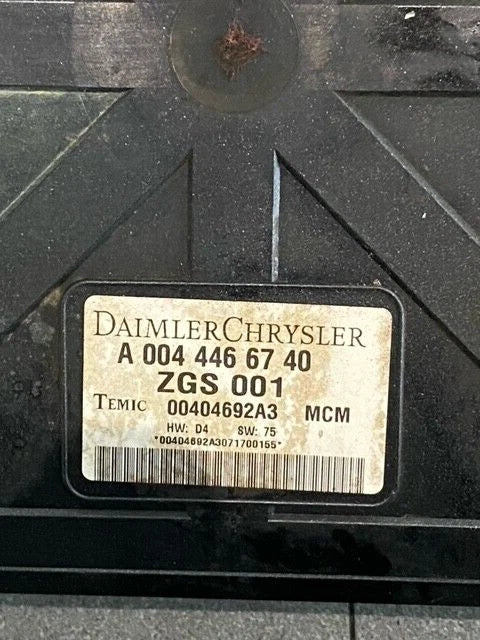 DAIMLERCHRYSLER
A 004 446 67 40
ZGS 001
TEMIC 00404692A3 MCM
HW: D4 SW: 75
*00404692A3071700155*